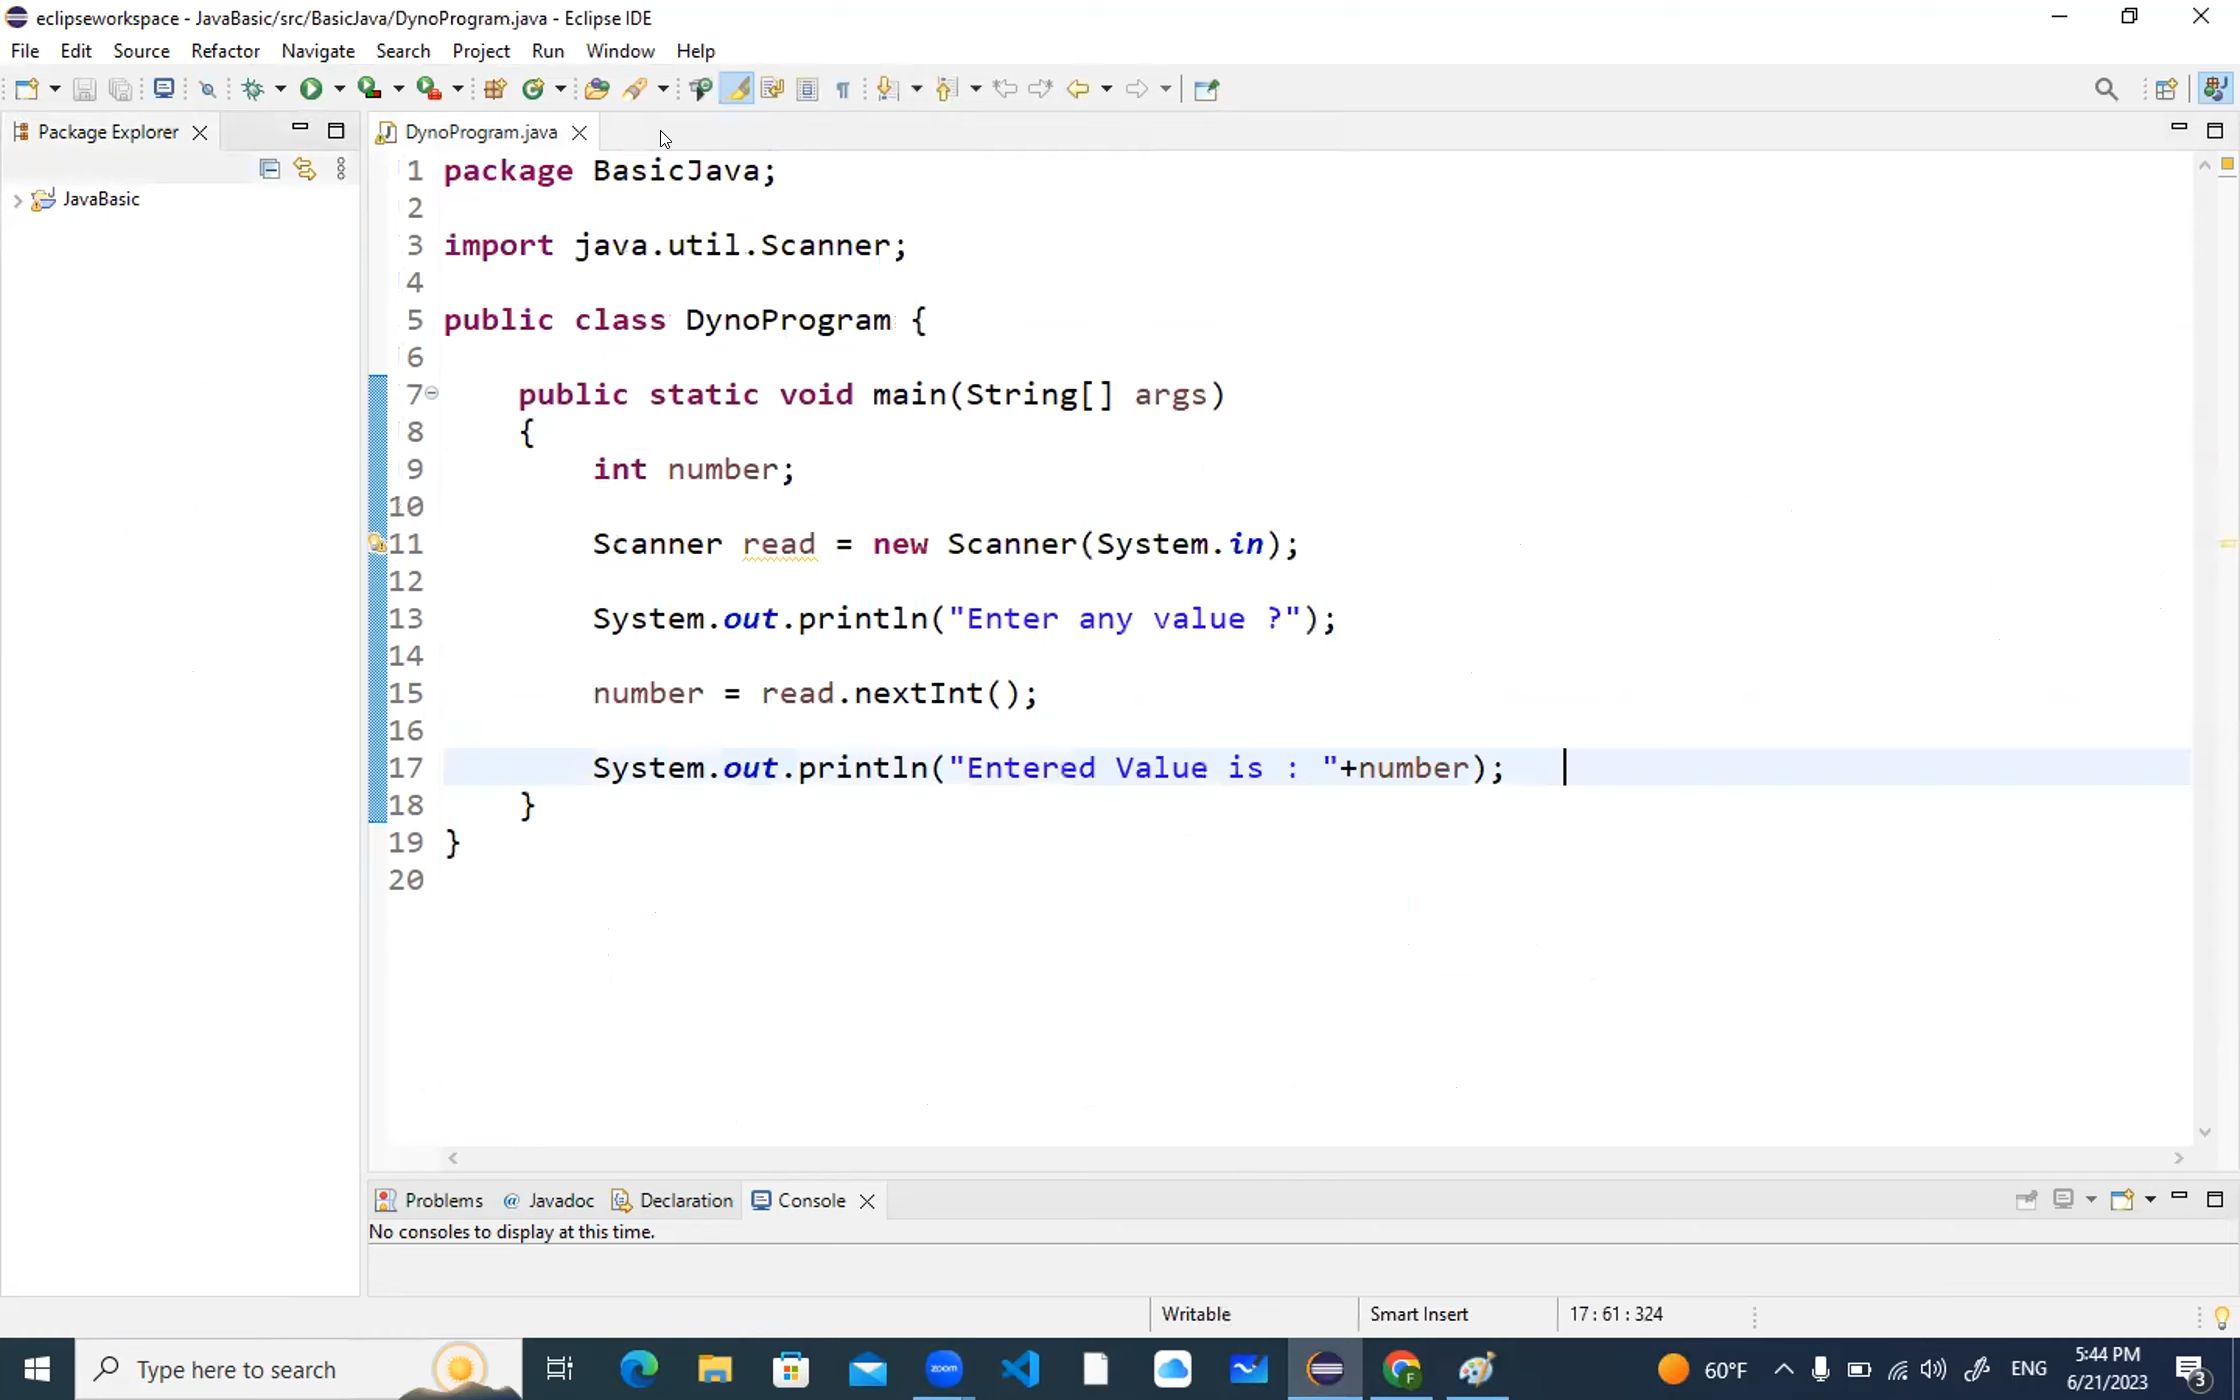 eclipseworkspace - JavaBasic/src/BasicJava/DynoProgram.java - Eclipse IDE
File Edit Source Refactor Navigate Search Project Run Window Help
Package Explorer
JavaBasic
DynoProgram.java
1 package BasicJava;
2
3 import java.util.Scanner;
4
5 public class DynoProgram {
6
7 public static void main(String[] args)
8 {
9 int number;
10
11 Scanner read = new Scanner(System.in);
12
13 System.out.println("Enter any value ?");
14
15 number = read.nextInt();
16
17 System.out.println("Entered Value is : "+number);
18 }
19 }
20
Problems @ Javadoc Declaration Console
No consoles to display at this time.
Writable Smart Insert 17 : 61 : 324
Type here to search
zoom
F
60°F
ENG
5:44 PM
6/21/2023
3